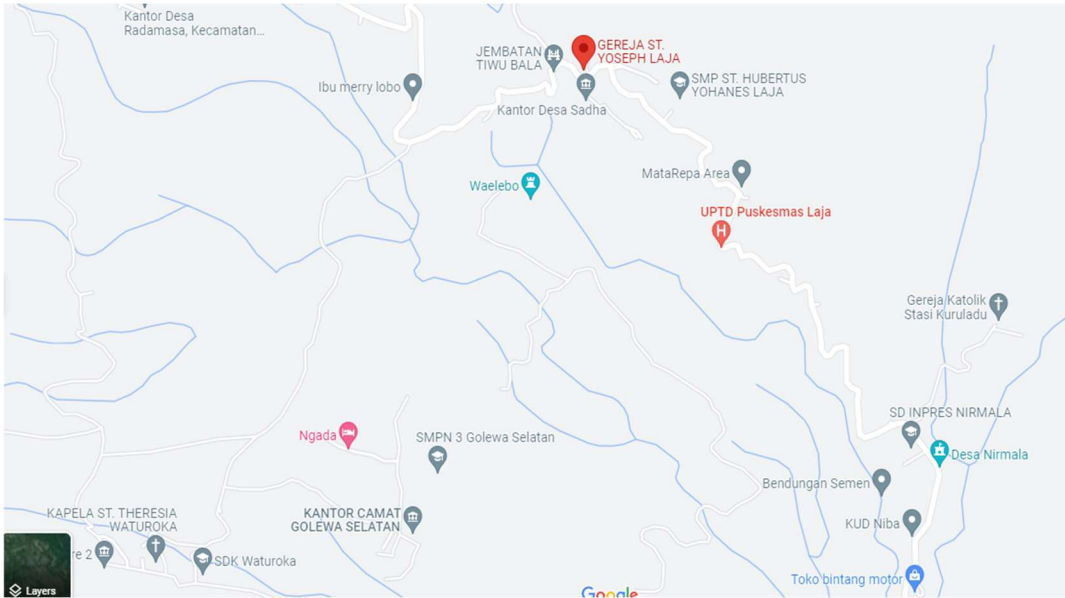 Kantor Desa
Radamasa, Kecamatan...
JEMBATAN
TIWU BALA
GEREJA ST.
YOSEPH LAJA
Ibu merry lobo
SMP ST. HUBERTUS
YOHANES LAJA
Kantor Desa Sadha
MataRepa Area
Waelebo
UPTD Puskesmas Laja
H
Gereja Katolik
Stasi Kuruladu
SD INPRES NIRMALA
Ngada
SMPN 3 Golewa Selatan
Desa Nirmala
Bendungan Semen
KAPELA ST. THERESIA
WATUROKA
KANTOR CAMAT
GOLEWA SELATAN
KUD Niba
re 2
SDK Waturoka
Toko bintang motor
Layers
Google